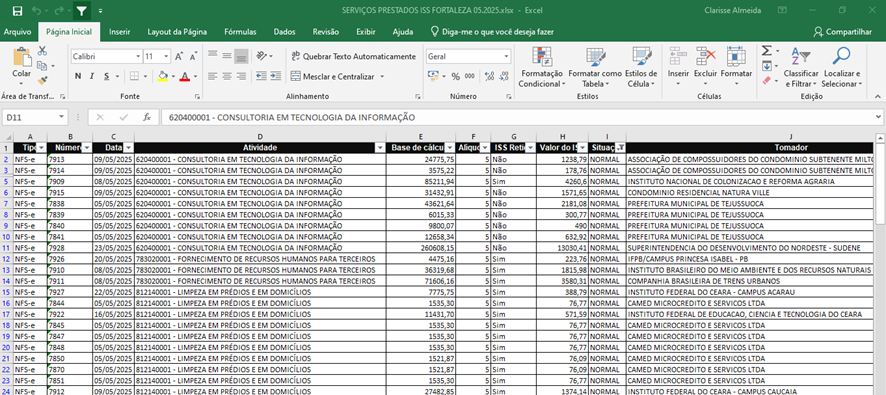 SERVIÇOS PRESTADOS ISS FORTALEZA 05.2025.xlsx - Excel
Clarisse Almeida
Arquivo Página Inicial Inserir Layout da Página Fórmulas Dados Revisão Exibir Ajuda Diga-me o que você deseja fazer Compartilhar
Colar
Calibri 11
N I S
Quebrar Texto Automaticamente
Mesclar e Centralizar
Geral
% 000
Formatação Condicional
Formatar como Tabela
Estilos de Célula
Inserir Excluir Formatar
Classificar e Filtrar
Localizar e Selecionar
Área de Transf... Fonte Alinhamento Número Estilos Células Edição
D11 fx 620400001 - CONSULTORIA EM TECNOLOGIA DA INFORMAÇÃO
A B C D E F G H I J
1 Tipo Número Data Atividade Base de cálcu Alíquo ISS Reti Valor do IS Situaç Tomador
2 NFS-e 7913 09/05/2025 620400001 - CONSULTORIA EM TECNOLOGIA DA INFORMAÇÃO 24775,75 5 Não 1238,79 NORMAL ASSOCIAÇÃO DE COMPOSSUIDORES DO CONDOMINIO SUBTENENTE MILTO
3 NFS-e 7914 09/05/2025 620400001 - CONSULTORIA EM TECNOLOGIA DA INFORMAÇÃO 3575,22 5 Não 178,76 NORMAL ASSOCIAÇÃO DE COMPOSSUIDORES DO CONDOMINIO SUBTENENTE MILTO
5 NFS-e 7909 08/05/2025 620400001 - CONSULTORIA EM TECNOLOGIA DA INFORMAÇÃO 85211,94 5 Sim 4260,6 NORMAL INSTITUTO NACIONAL DE COLONIZACAO E REFORMA AGRARIA
6 NFS-e 7915 09/05/2025 620400001 - CONSULTORIA EM TECNOLOGIA DA INFORMAÇÃO 31432,91 5 Não 1571,65 NORMAL CONDOMINIO RESIDENCIAL NATURA VILLE
7 NFS-e 7838 05/05/2025 620400001 - CONSULTORIA EM TECNOLOGIA DA INFORMAÇÃO 43621,64 5 Não 2181,08 NORMAL PREFEITURA MUNICIPAL DE TEJUSSUOCA
8 NFS-e 7839 05/05/2025 620400001 - CONSULTORIA EM TECNOLOGIA DA INFORMAÇÃO 6015,33 5 Não 300,77 NORMAL PREFEITURA MUNICIPAL DE TEJUSSUOCA
9 NFS-e 7840 05/05/2025 620400001 - CONSULTORIA EM TECNOLOGIA DA INFORMAÇÃO 9800,07 5 Não 490 NORMAL PREFEITURA MUNICIPAL DE TEJUSSUOCA
10 NFS-e 7841 05/05/2025 620400001 - CONSULTORIA EM TECNOLOGIA DA INFORMAÇÃO 12658,34 5 Não 632,92 NORMAL PREFEITURA MUNICIPAL DE TEJUSSUOCA
11 NFS-e 7928 23/05/2025 620400001 - CONSULTORIA EM TECNOLOGIA DA INFORMAÇÃO 260608,15 5 Não 13030,41 NORMAL SUPERINTENDENCIA DO DESENVOLVIMENTO DO NORDESTE - SUDENE
12 NFS-e 7926 20/05/2025 783020001 - FORNECIMENTO DE RECURSOS HUMANOS PARA TERCEIROS 4475,16 5 Sim 223,76 NORMAL IFPB/CAMPUS PRINCESA ISABEL - PB
13 NFS-e 7910 08/05/2025 783020001 - FORNECIMENTO DE RECURSOS HUMANOS PARA TERCEIROS 36319,68 5 Sim 1815,98 NORMAL INSTITUTO BRASILEIRO DO MEIO AMBIENTE E DOS RECURSOS NATURAIS
14 NFS-e 7911 08/05/2025 783020001 - FORNECIMENTO DE RECURSOS HUMANOS PARA TERCEIROS 71606,16 5 Sim 3580,31 NORMAL COMPANHIA BRASILEIRA DE TRENS URBANOS
15 NFS-e 7927 22/05/2025 812140001 - LIMPEZA EM PRÉDIOS E EM DOMICÍLIOS 7775,75 5 Sim 388,79 NORMAL INSTITUTO FEDERAL DO CEARA - CAMPUS ACARAU
16 NFS-e 7844 05/05/2025 812140001 - LIMPEZA EM PRÉDIOS E EM DOMICÍLIOS 1535,30 5 Sim 76,77 NORMAL CAMED MICROCREDITO E SERVICOS LTDA
17 NFS-e 7922 16/05/2025 812140001 - LIMPEZA EM PRÉDIOS E EM DOMICÍLIOS 11431,70 5 Sim 571,59 NORMAL INSTITUTO FEDERAL DE EDUCACAO, CIENCIA E TECNOLOGIA DO CEARA
18 NFS-e 7845 05/05/2025 812140001 - LIMPEZA EM PRÉDIOS E EM DOMICÍLIOS 1535,30 5 Sim 76,77 NORMAL CAMED MICROCREDITO E SERVICOS LTDA
19 NFS-e 7847 05/05/2025 812140001 - LIMPEZA EM PRÉDIOS E EM DOMICÍLIOS 1535,30 5 Sim 76,77 NORMAL CAMED MICROCREDITO E SERVICOS LTDA
20 NFS-e 7848 05/05/2025 812140001 - LIMPEZA EM PRÉDIOS E EM DOMICÍLIOS 1535,30 5 Sim 76,77 NORMAL CAMED MICROCREDITO E SERVICOS LTDA
21 NFS-e 7850 05/05/2025 812140001 - LIMPEZA EM PRÉDIOS E EM DOMICÍLIOS 1521,87 5 Sim 76,09 NORMAL CAMED MICROCREDITO E SERVICOS LTDA
22 NFS-e 7870 05/05/2025 812140001 - LIMPEZA EM PRÉDIOS E EM DOMICÍLIOS 1521,87 5 Sim 76,09 NORMAL CAMED MICROCREDITO E SERVICOS LTDA
23 NFS-e 7851 05/05/2025 812140001 - LIMPEZA EM PRÉDIOS E EM DOMICÍLIOS 1535,30 5 Sim 76,77 NORMAL CAMED MICROCREDITO E SERVICOS LTDA
24 NFS-e 7912 09/05/2025 812140001 - LIMPEZA EM PRÉDIOS E EM DOMICÍLIOS 27482,85 5 Sim 1374,14 NORMAL INSTITUTO FEDERAL DO CEARA - CAMPUS CAUCAIA